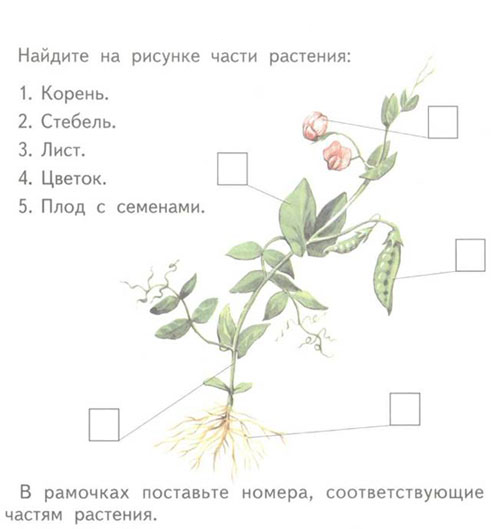 Найдите на рисунке части растения:
1. Корень.
2. Стебель.
3. Лист.
4. Цветок.
5. Плод с семенами.
В рамочках поставьте номера, соответствующие
частям растения.